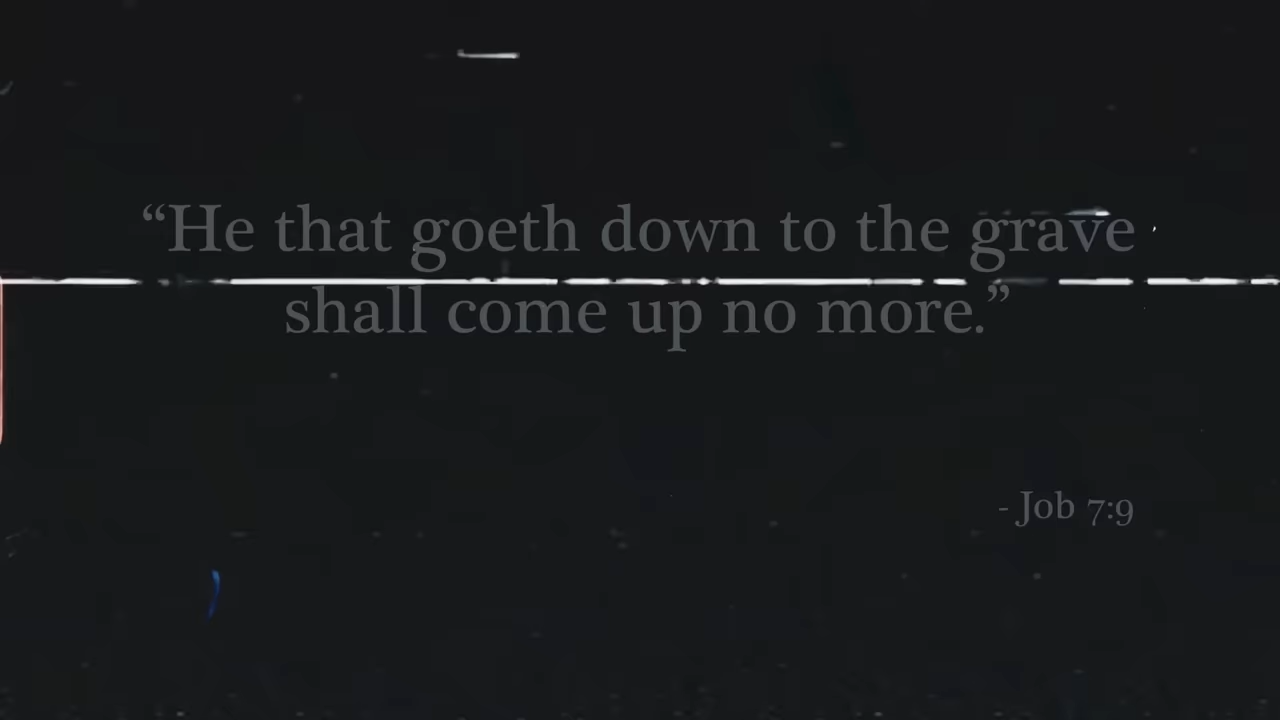 “He that goeth down to the grave
shall come up no more.”
- Job 7:9